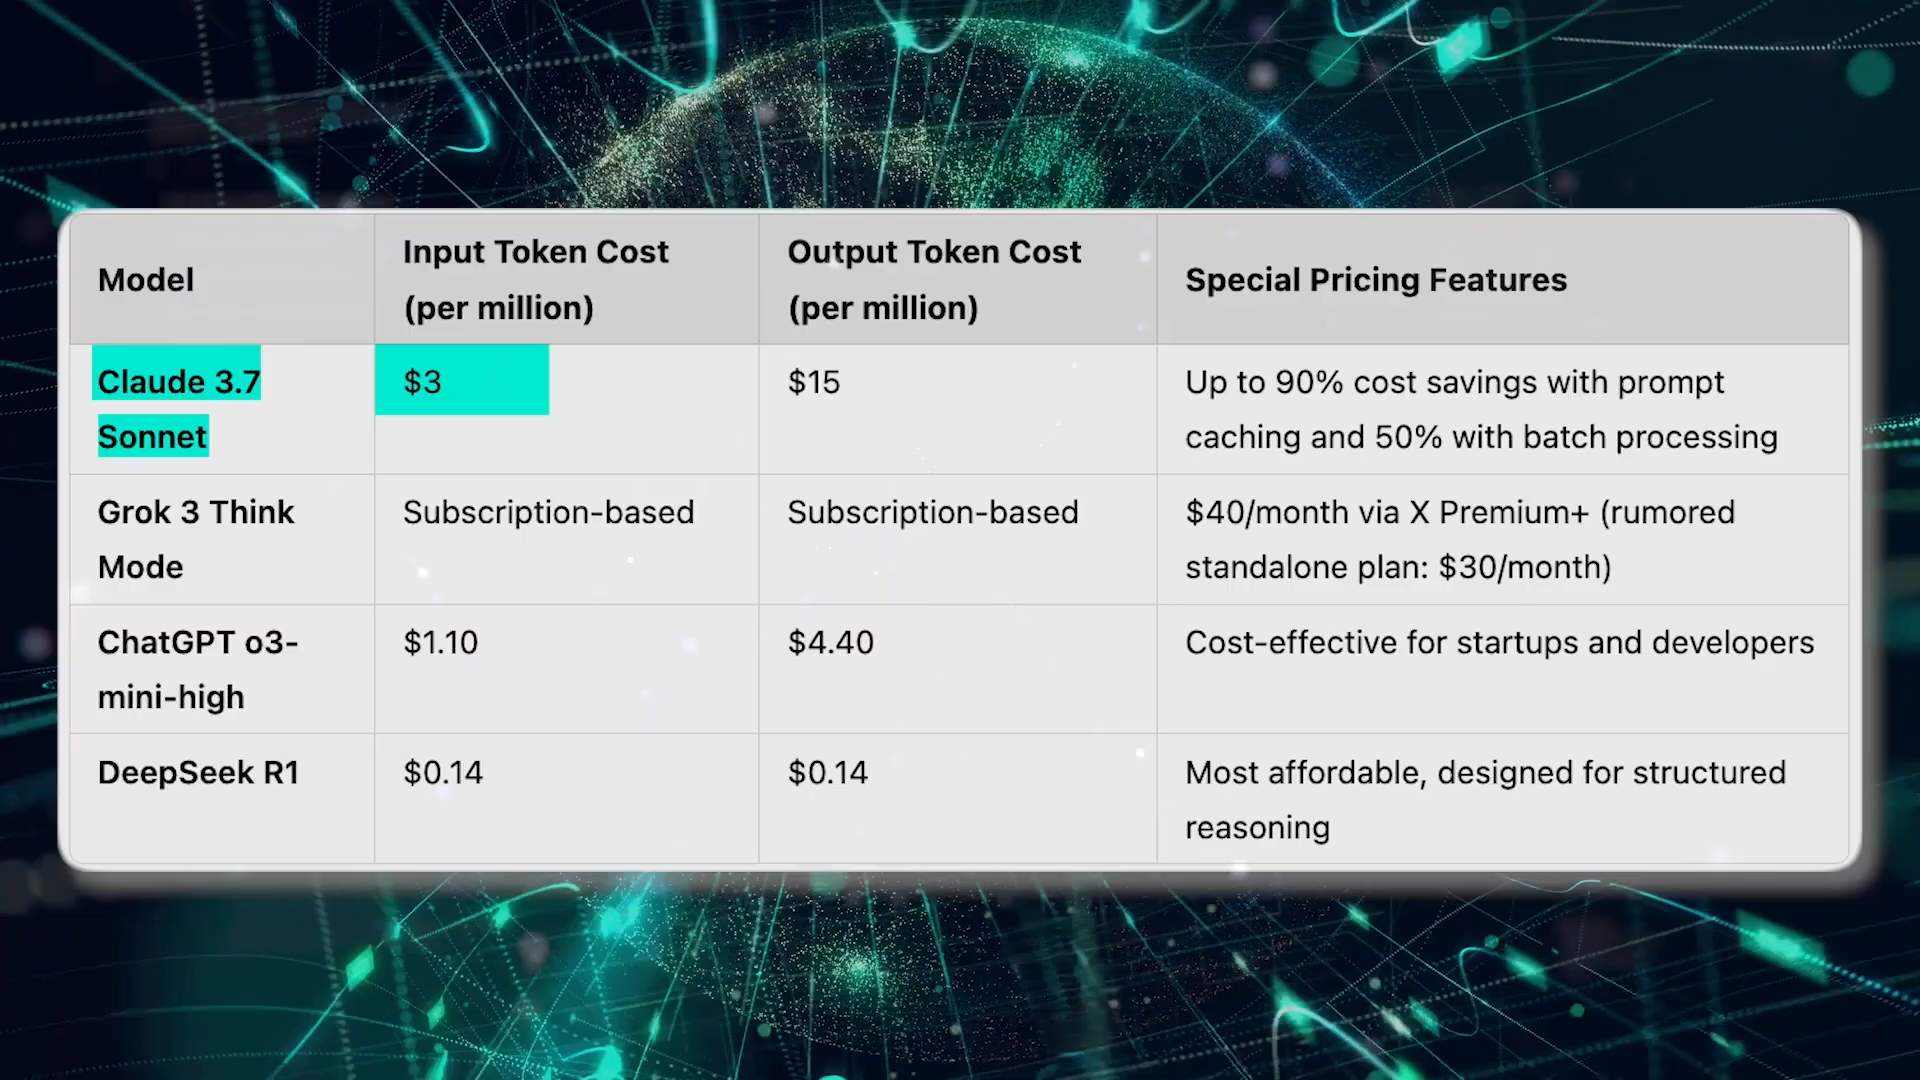 Model
Input Token Cost
(per million)
Output Token Cost
(per million)
Special Pricing Features
Claude 3.7
Sonnet
$3
$15
Up to 90% cost savings with prompt
caching and 50% with batch processing
Grok 3 Think
Mode
Subscription-based
Subscription-based
$40/month via X Premium+ (rumored
standalone plan: $30/month)
ChatGPT o3-
mini-high
$1.10
$4.40
Cost-effective for startups and developers
DeepSeek R1
$0.14
$0.14
Most affordable, designed for structured
reasoning